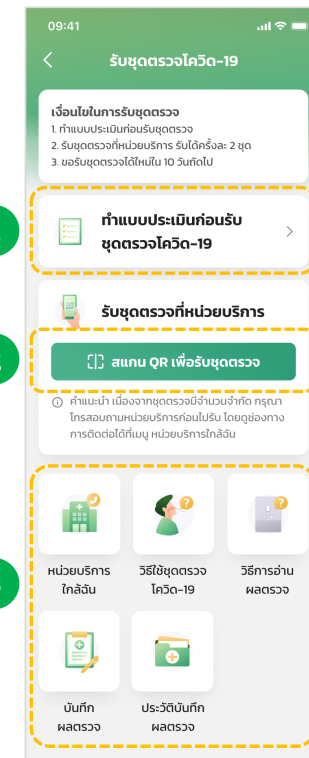 09:41
รับชุดตรวจโควิด-19
เงื่อนไขในการรับชุดตรวจ
1. ทำแบบประเมินก่อนรับชุดตรวจ
2. รับชุดตรวจที่หน่วยบริการ รับได้ครั้งละ 2 ชุด
3. ขอรับชุดตรวจได้ใหม่ใน 10 วันถัดไป
ทำแบบประเมินก่อนรับ
ชุดตรวจโควิด-19
รับชุดตรวจที่หน่วยบริการ
สแกน QR เพื่อรับชุดตรวจ
คำแนะนำ เนื่องจากชุดตรวจมีจำนวนจำกัด กรุณา
โทรสอบถามหน่วยบริการก่อนไปรับ โดยดูช่องทาง
การติดต่อได้ที่เมนู หน่วยบริการใกล้ฉัน
หน่วยบริการ วิธีใช้ชุดตรวจ วิธีการอ่าน
ใกล้ฉัน โควิด-19 ผลตรวจ
บันทึก ประวัติบันทึก
ผลตรวจ ผลตรวจ